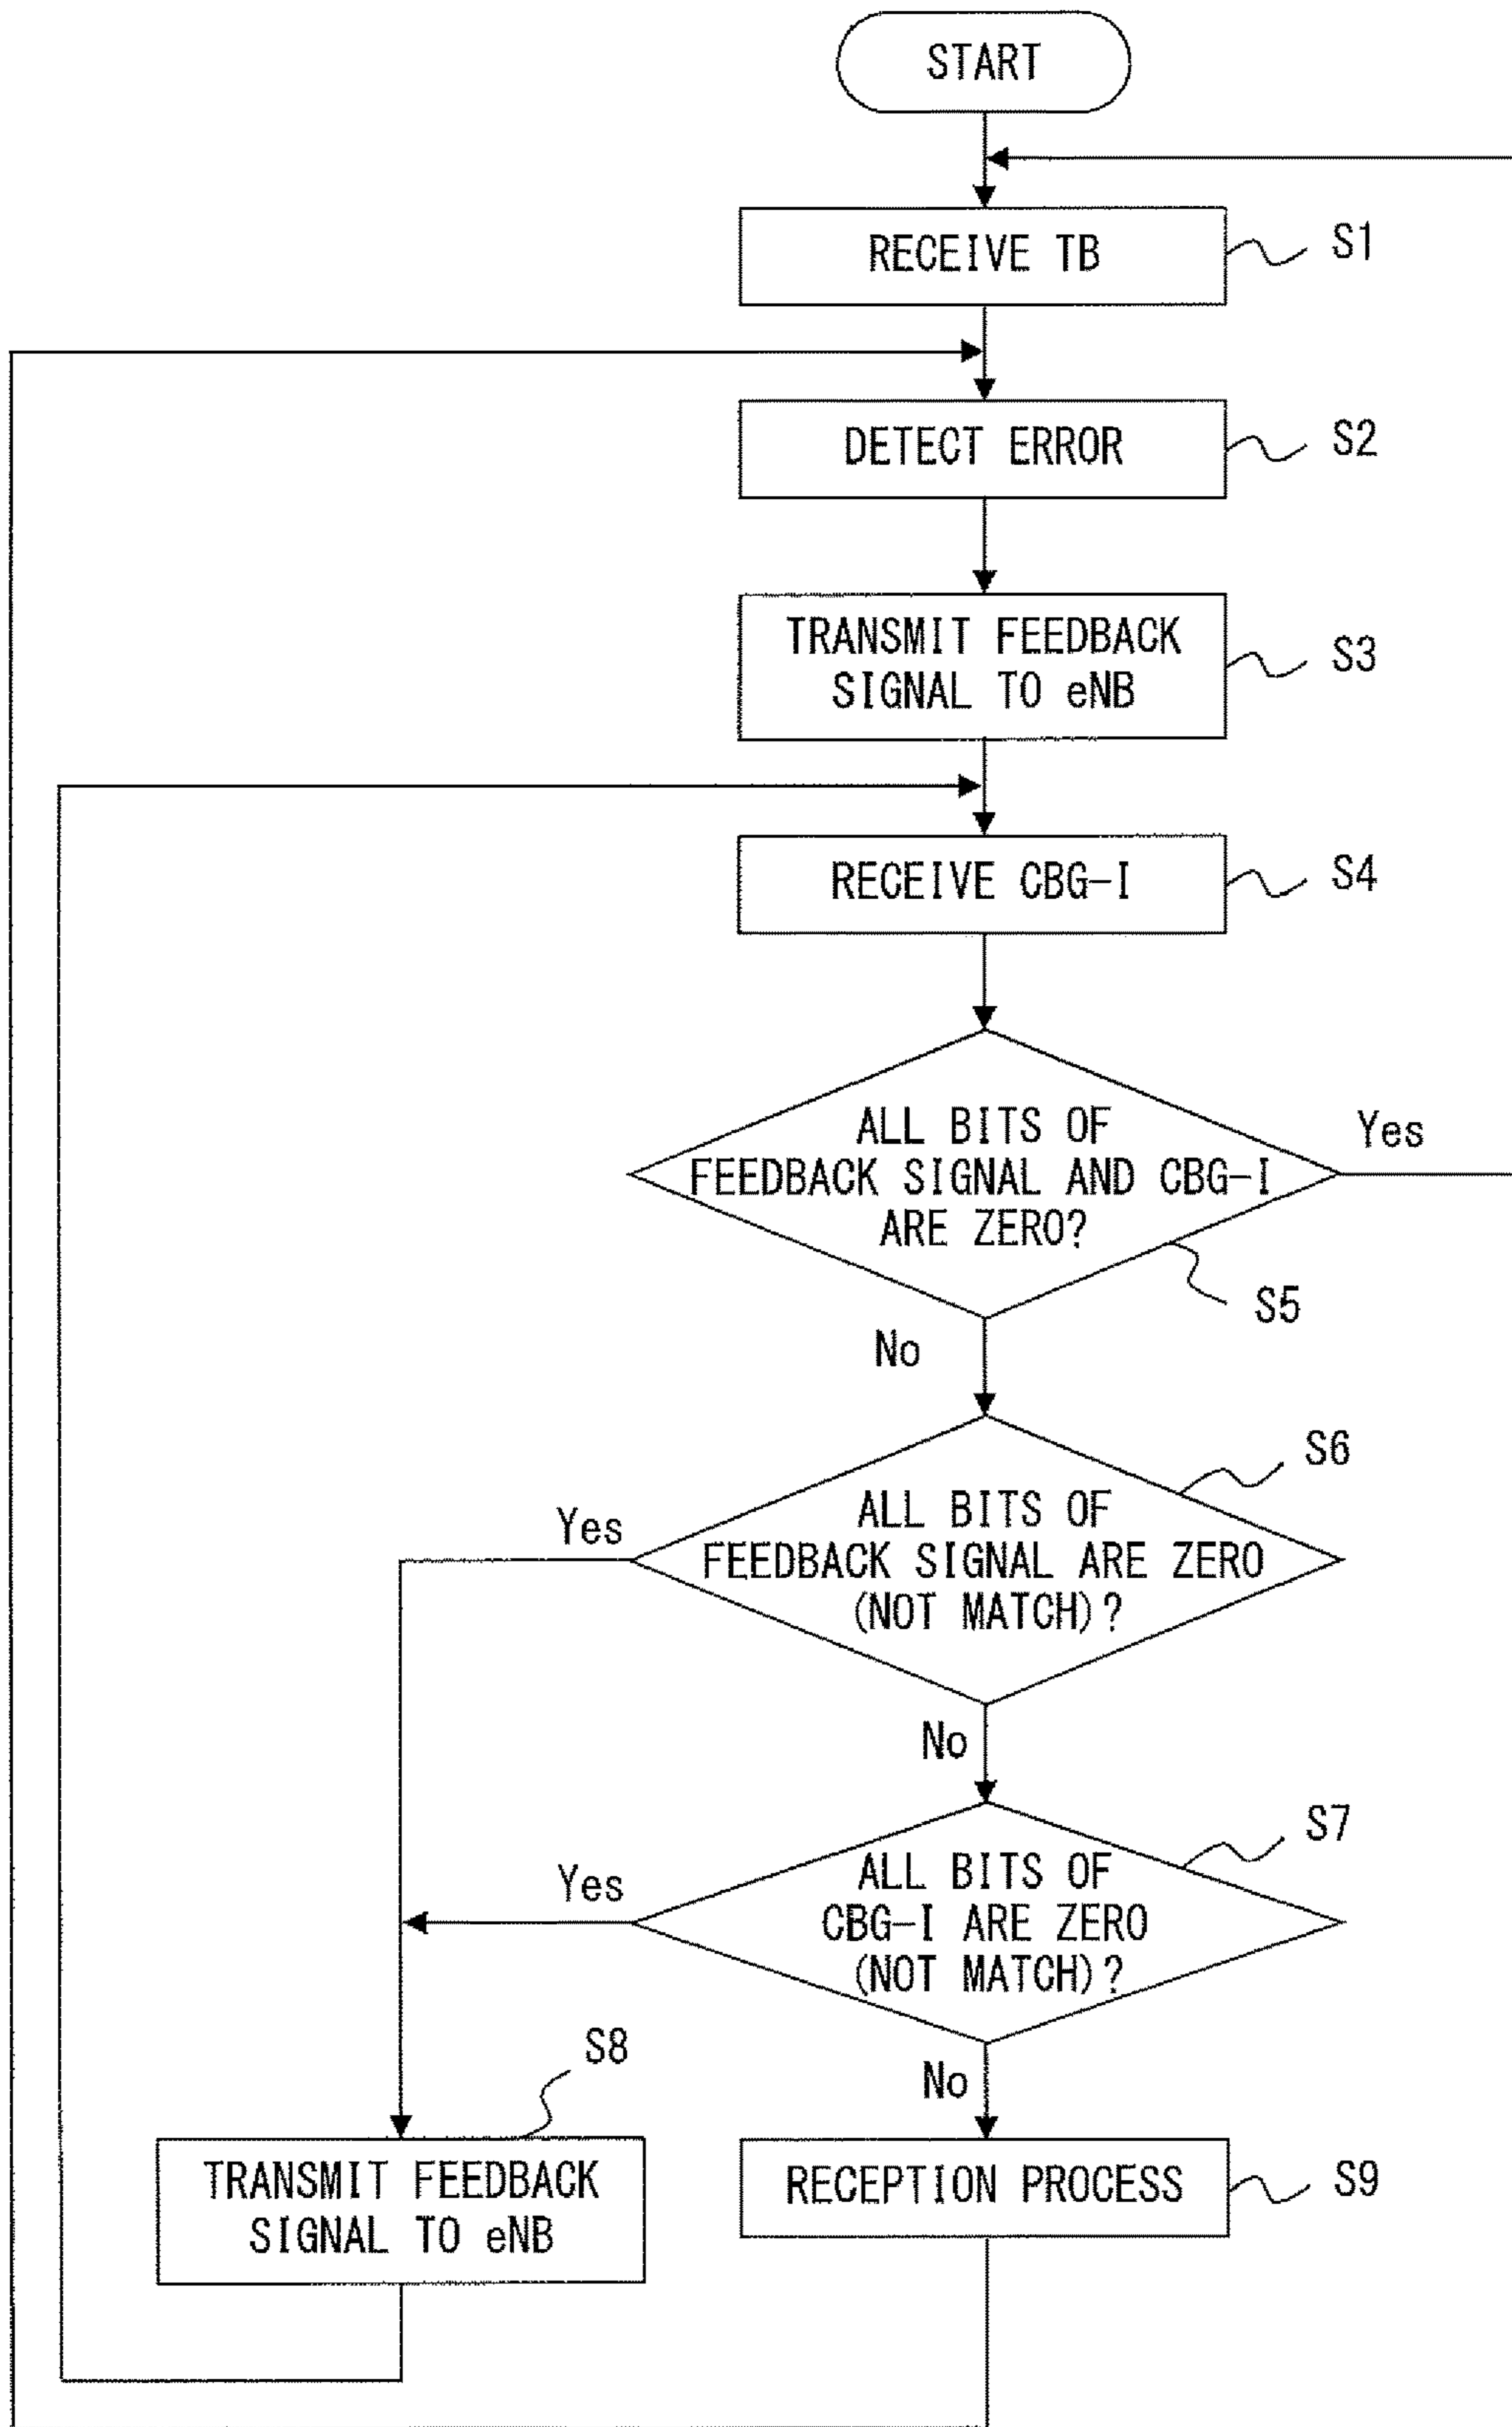 START
RECEIVE TB
S1
DETECT ERROR
S2
TRANSMIT FEEDBACK
SIGNAL TO eNB
S3
RECEIVE CBG-I
S4
ALL BITS OF
FEEDBACK SIGNAL AND CBG-I
ARE ZERO?
Yes
S5
No
S6
ALL BITS OF
FEEDBACK SIGNAL ARE ZERO
(NOT MATCH)?
Yes
No
S7
ALL BITS OF
CBG-I ARE ZERO
(NOT MATCH)?
Yes
No
S8
TRANSMIT FEEDBACK
SIGNAL TO eNB
RECEPTION PROCESS
S9